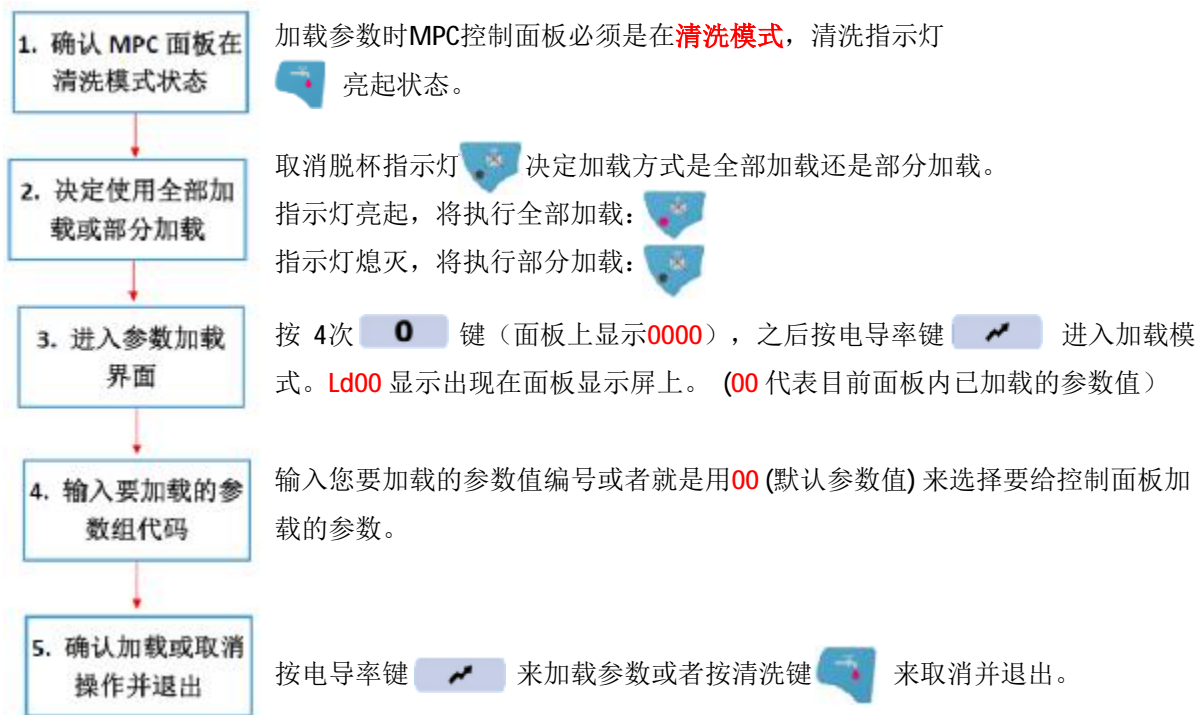 1. 确认 MPC 面板在
清洗模式状态
加载参数时MPC控制面板必须是在清洗模式，清洗指示灯
亮起状态。
2. 决定使用全部加
载或部分加载
取消脱杯指示灯 决定加载方式是全部加载还是部分加载。
指示灯亮起，将执行全部加载：
指示灯熄灭，将执行部分加载：
3. 进入参数加载
界面
按 4次 0 键（面板上显示0000），之后按电导率键 进入加载模
式。Ld00 显示出现在面板显示屏上。 (00 代表目前面板内已加载的参数值）
4. 输入要加载的参
数组代码
输入您要加载的参数值编号或者就是用00 (默认参数值) 来选择要给控制面板加
载的参数。
5. 确认加载或取消
操作并退出
按电导率键 来加载参数或者按清洗键 来取消并退出。